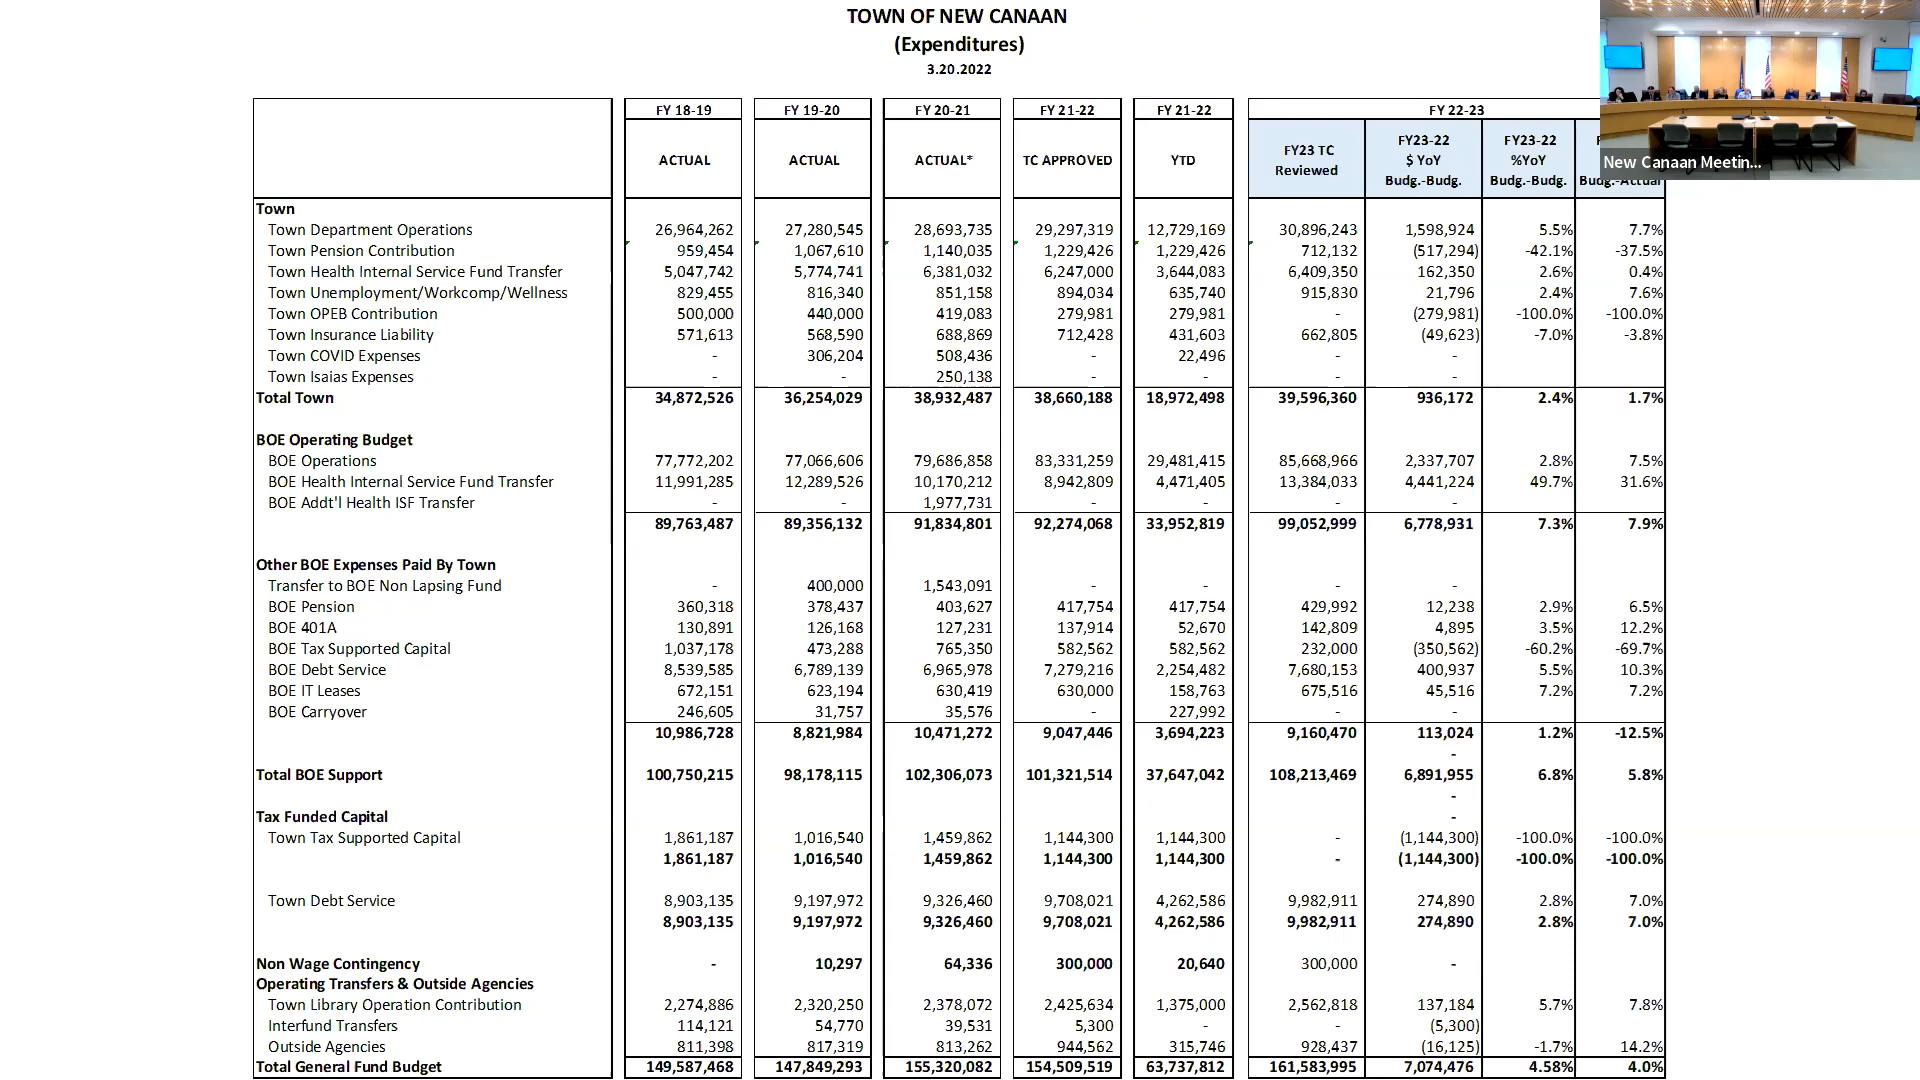 TOWN OF NEW CANAAN
(Expenditures)
3.20.2022
FY 18-19 FY 19-20 FY 20-21 FY 21-22 FY 21-22 FY 22-23
ACTUAL ACTUAL ACTUAL* TC APPROVED YTD FY23 TC Reviewed FY23-22 $ YoY Budg.-Budg. FY23-22 %YoY Budg.-Budg. Budg.-Actual
New Canaan Meetin...
Town
Town Department Operations 26,964,262 27,280,545 28,693,735 29,297,319 12,729,169 30,896,243 1,598,924 5.5% 7.7%
Town Pension Contribution 959,454 1,067,610 1,140,035 1,229,426 1,229,426 712,132 (517,294) -42.1% -37.5%
Town Health Internal Service Fund Transfer 5,047,742 5,774,741 6,381,032 6,247,000 3,644,083 6,409,350 162,350 2.6% 0.4%
Town Unemployment/Workcomp/Wellness 829,455 816,340 851,158 894,034 635,740 915,830 21,796 2.4% 7.6%
Town OPEB Contribution 500,000 440,000 419,083 279,981 279,981 - (279,981) -100.0% -100.0%
Town Insurance Liability 571,613 568,590 688,869 712,428 431,603 662,805 (49,623) -7.0% -3.8%
Town COVID Expenses - 306,204 508,436 - 22,496 - -
Town Isaias Expenses - - 250,138 - - - -
Total Town 34,872,526 36,254,029 38,932,487 38,660,188 18,972,498 39,596,360 936,172 2.4% 1.7%
BOE Operating Budget
BOE Operations 77,772,202 77,066,606 79,686,858 83,331,259 29,481,415 85,668,966 2,337,707 2.8% 7.5%
BOE Health Internal Service Fund Transfer 11,991,285 12,289,526 10,170,212 8,942,809 4,471,405 13,384,033 4,441,224 49.7% 31.6%
BOE Addt'l Health ISF Transfer - - 1,977,731 - - - -
89,763,487 89,356,132 91,834,801 92,274,068 33,952,819 99,052,999 6,778,931 7.3% 7.9%
Other BOE Expenses Paid By Town
Transfer to BOE Non Lapsing Fund - 400,000 1,543,091 - - - -
BOE Pension 360,318 378,437 403,627 417,754 417,754 429,992 12,238 2.9% 6.5%
BOE 401A 130,891 126,168 127,231 137,914 52,670 142,809 4,895 3.5% 12.2%
BOE Tax Supported Capital 1,037,178 473,288 765,350 582,562 582,562 232,000 (350,562) -60.2% -69.7%
BOE Debt Service 8,539,585 6,789,139 6,965,978 7,279,216 2,254,482 7,680,153 400,937 5.5% 10.3%
BOE IT Leases 672,151 623,194 630,419 630,000 158,763 675,516 45,516 7.2% 7.2%
BOE Carryover 246,605 31,757 35,576 - 227,992 - -
10,986,728 8,821,984 10,471,272 9,047,446 3,694,223 9,160,470 113,024 1.2% -12.5%
-
Total BOE Support 100,750,215 98,178,115 102,306,073 101,321,514 37,647,042 108,213,469 6,891,955 6.8% 5.8%
-
Tax Funded Capital -
Town Tax Supported Capital 1,861,187 1,016,540 1,459,862 1,144,300 1,144,300 - (1,144,300) -100.0% -100.0%
1,861,187 1,016,540 1,459,862 1,144,300 1,144,300 - (1,144,300) -100.0% -100.0%
Town Debt Service 8,903,135 9,197,972 9,326,460 9,708,021 4,262,586 9,982,911 274,890 2.8% 7.0%
8,903,135 9,197,972 9,326,460 9,708,021 4,262,586 9,982,911 274,890 2.8% 7.0%
Non Wage Contingency - 10,297 64,336 300,000 20,640 300,000 -
Operating Transfers & Outside Agencies
Town Library Operation Contribution 2,274,886 2,320,250 2,378,072 2,425,634 1,375,000 2,562,818 137,184 5.7% 7.8%
Interfund Transfers 114,121 54,770 39,531 5,300 - - (5,300)
Outside Agencies 811,398 817,319 813,262 944,562 315,746 928,437 (16,125) -1.7% 14.2%
Total General Fund Budget 149,587,468 147,849,293 155,320,082 154,509,519 63,737,812 161,583,995 7,074,476 4.58% 4.0%